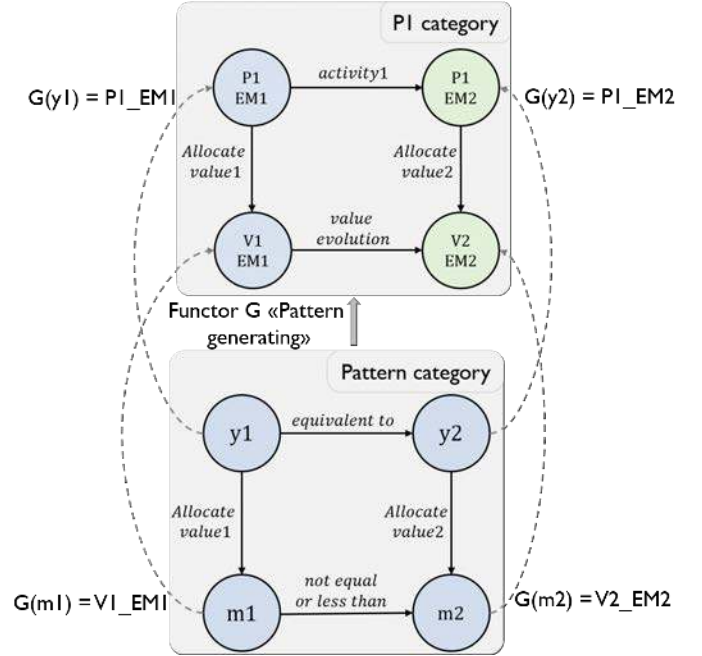 P1 category
P1
EM1
activity1
P1
EM2
G(y1) = P1_EM1
G(y2) = P1_EM2
Allocate
value1
Allocate
value2
V1
EM1
value
evolution
V2
EM2
Functor G «Pattern
generating»
Pattern category
y1
equivalent to
y2
Allocate
value1
Allocate
value2
not equal
or less than
m1
m2
G(m1) = V1_EM1
G(m2) = V2_EM2